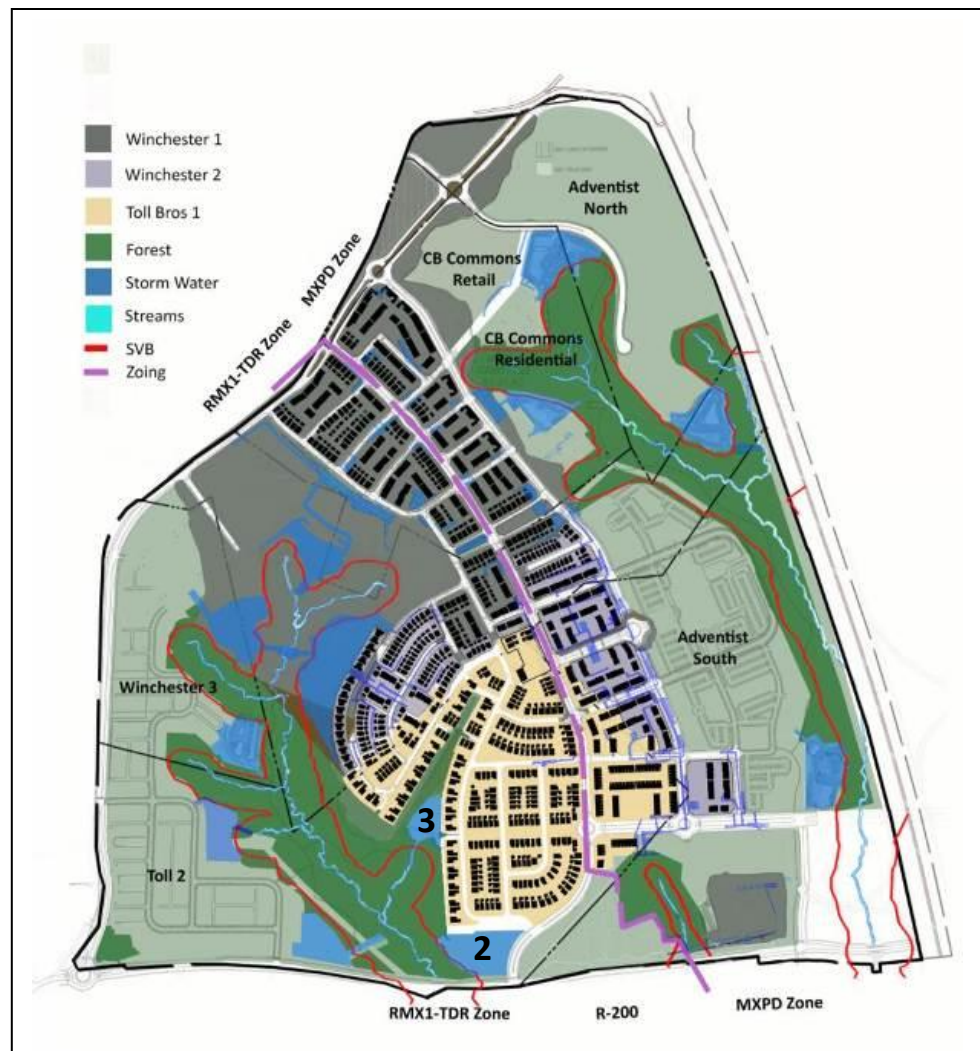 Winchester 1
Winchester 2
Toll Bros 1
Forest
Storm Water
Streams
SVB
Zoing
MXPD Zone
RMX1-TDR Zone
Adventist
North
CB Commons
Retail
CB Commons
Residential
Adventist
South
Winchester 3
3
Toll 2
2
RMX1-TDR Zone
R-200
MXPD Zone